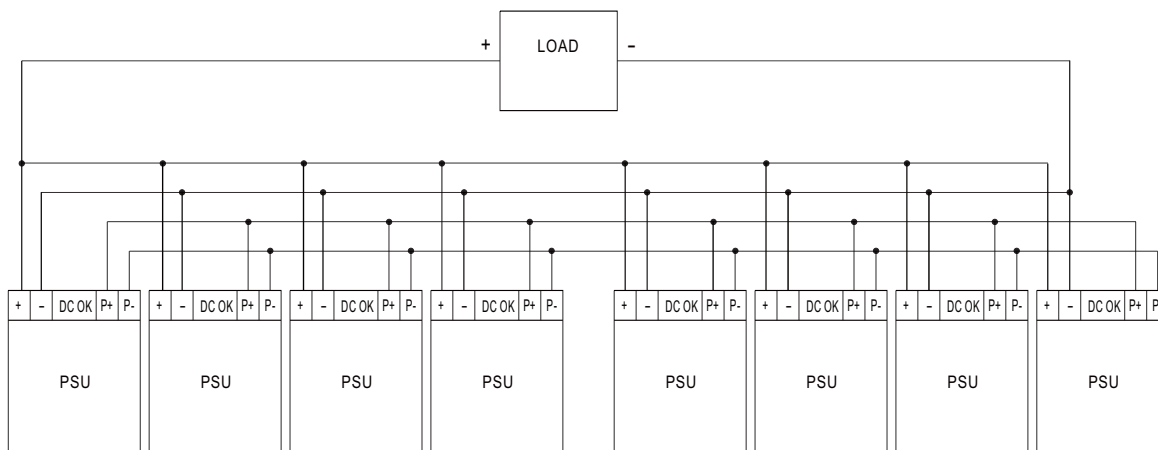 + LOAD -
+ - DC OK P+ P- + - DC OK P+ P- + - DC OK P+ P- + - DC OK P+ P- + - DC OK P+ P- + - DC OK P+ P- + - DC OK P+ P- + - DC OK P+ P
PSU PSU PSU PSU PSU PSU PSU PSU